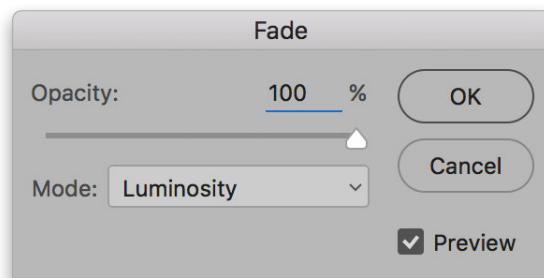 Fade
Opacity: 100 %
OK
Mode: Luminosity
Cancel
Preview